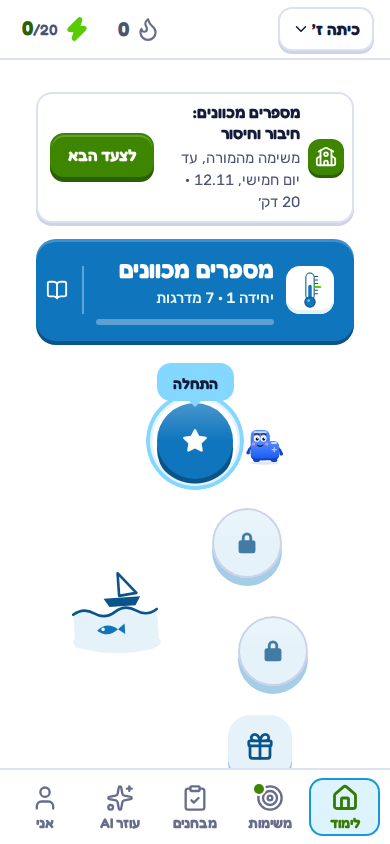 כיתה ז׳
0
0/20
מספרים מכוונים:
חיבור וחיסור
משימה מהמורה, עד
יום חמישי, 12.11 •
20 דק׳
לצעד הבא
מספרים מכוונים
יחידה 1 • 7 מדרגות
התחלה
לימוד
משימות
מבחנים
עוזר AI
אני